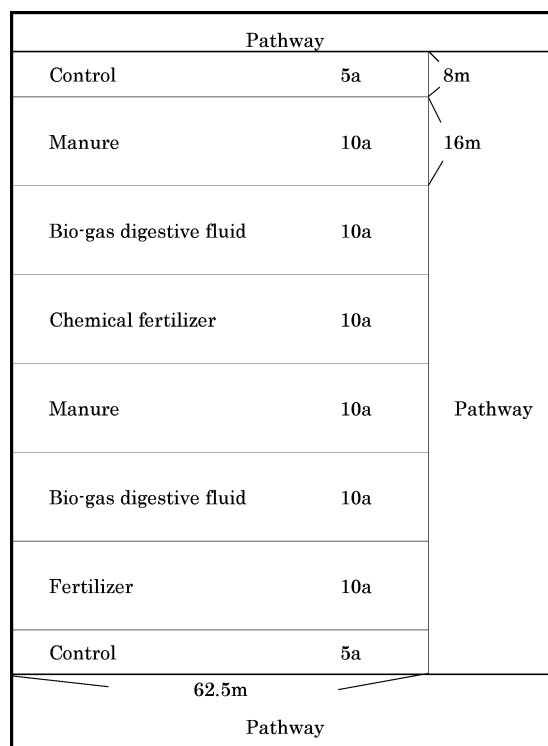 Pathway
Control 5a 8m
Manure 10a 16m
Bio-gas digestive fluid 10a
Chemical fertilizer 10a
Manure 10a Pathway
Bio-gas digestive fluid 10a
Fertilizer 10a
Control 5a
62.5m
Pathway